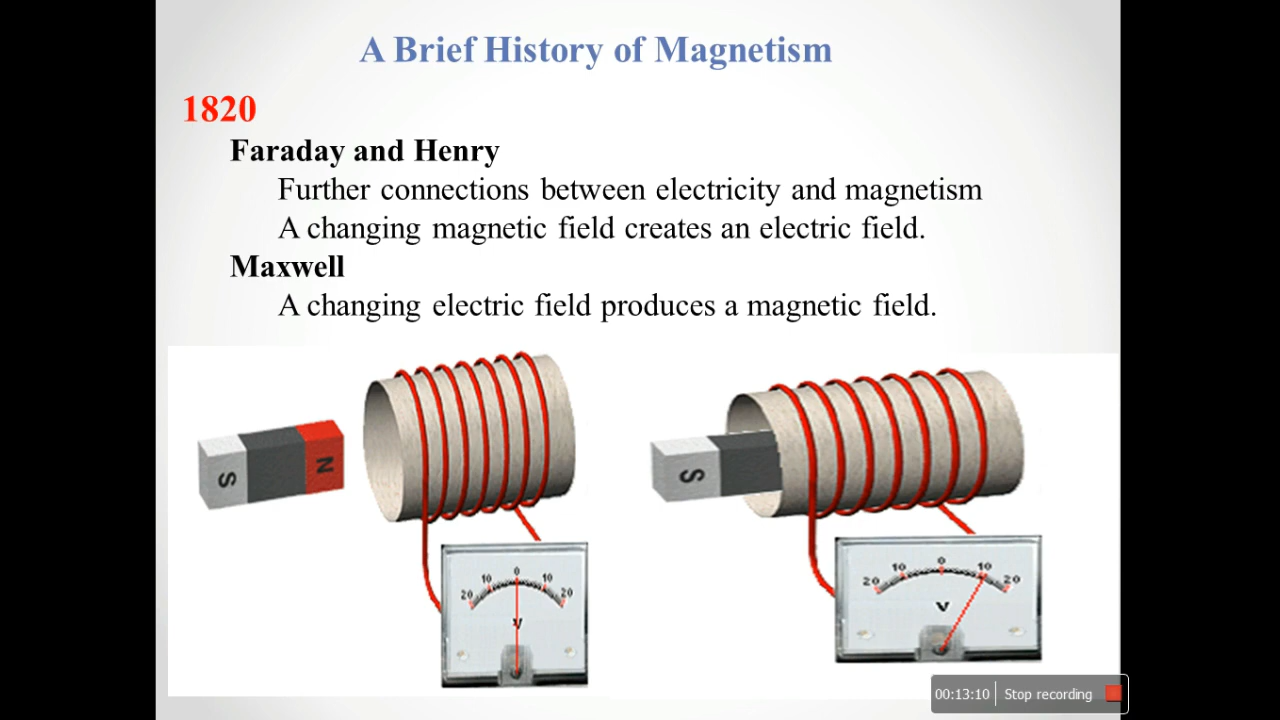 A Brief History of Magnetism
1820
Faraday and Henry
Further connections between electricity and magnetism
A changing magnetic field creates an electric field.
Maxwell
A changing electric field produces a magnetic field.
S N
S
20 10 0 10 20
V
20 10 0 10 20
V
00:13:10 Stop recording